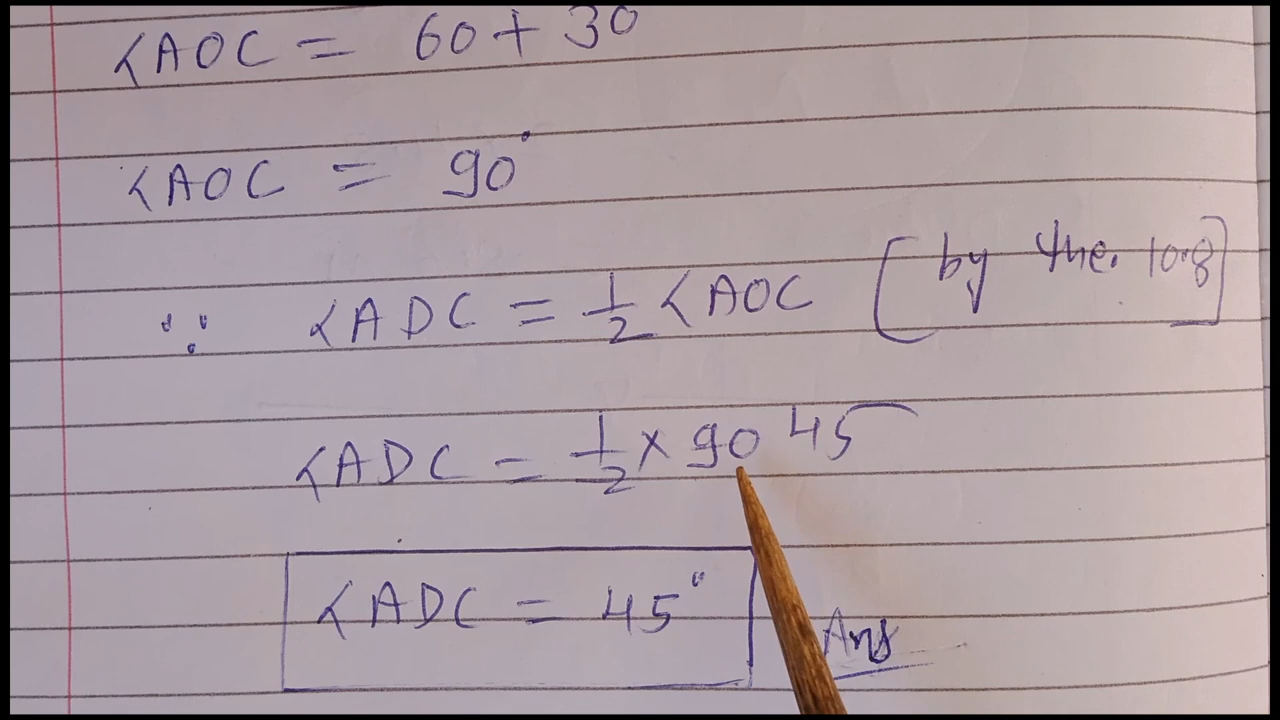 ∠AOC = 60 + 30
∠AOC = 90°
∵ ∠ADC = 1/2 ∠AOC [by the. 10.8]
∠ADC = 1/2 × 90 45
∠ADC = 45°
Ans